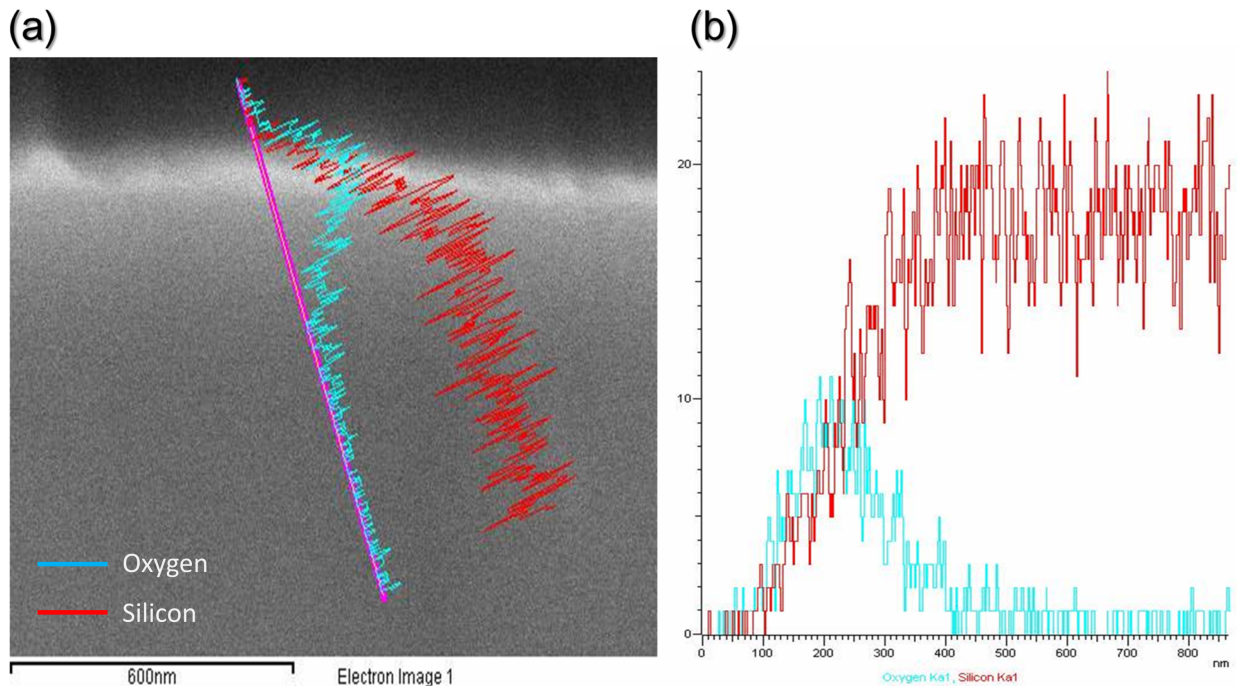 (a)
(b)
Oxygen
Silicon
600nm
Electron Image 1
20
10
0
0 100 200 300 400 500 600 700 800
nm
Oxygen Ka1, Silicon Ka1